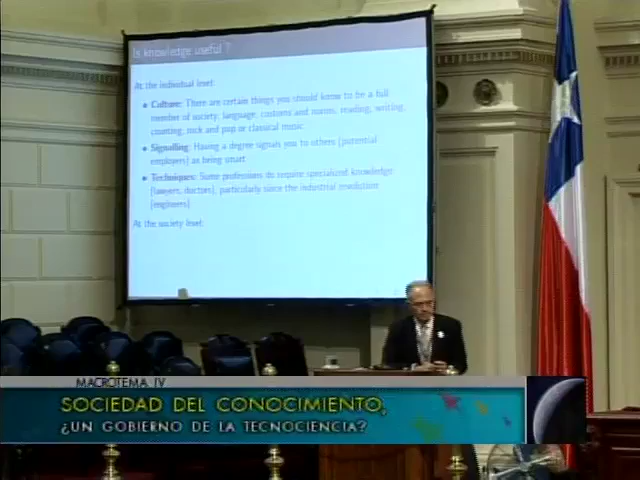 Is knowledge useful ?
At the individual level:
Culture: There are certain things you should know to be a full
member of society, language, customs and norms, reading, writing,
counting, rock and pop or classical music
Signalling: Having a degree signals you to others (potential
employers) as being smart
Techniques: Some professions do require specialized knowledge
(lawyers, doctors), particularly since the industrial revolution
(engineers)
At the society level:
MACROTEMA IV
SOCIEDAD DEL CONOCIMIENTO,
¿UN GOBIERNO DE LA TECNOCIENCIA?